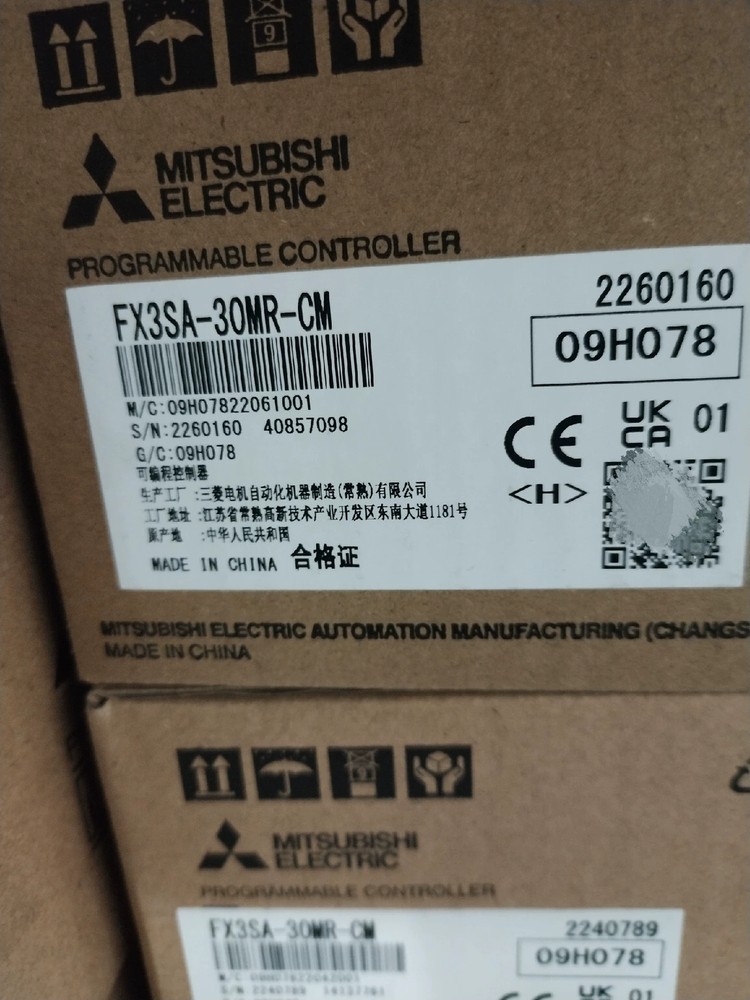 9
MITSUBISHI
ELECTRIC
PROGRAMMABLE CONTROLLER
FX3SA-30MR-CM
2260160
09H078
M/C:09H07822061001
S/N:2260160 40857098
G/C:09H078
可编程控制器
生产工厂:三菱电机自动化机器制造(常熟)有限公司
工厂地址:江苏省常熟高新技术产业开发区东南大道1181号
原产地:中华人民共和国
MADE IN CHINA 合格证
CE
UK
CA
01
<H>
MITSUBISHI ELECTRIC AUTOMATION MANUFACTURING (CHANGS
MADE IN CHINA
9
MITSUBISHI
ELECTRIC
PROGRAMMABLE CONTROLLER
FX3SA-30MR-CM
2240789
09H078
UK
01